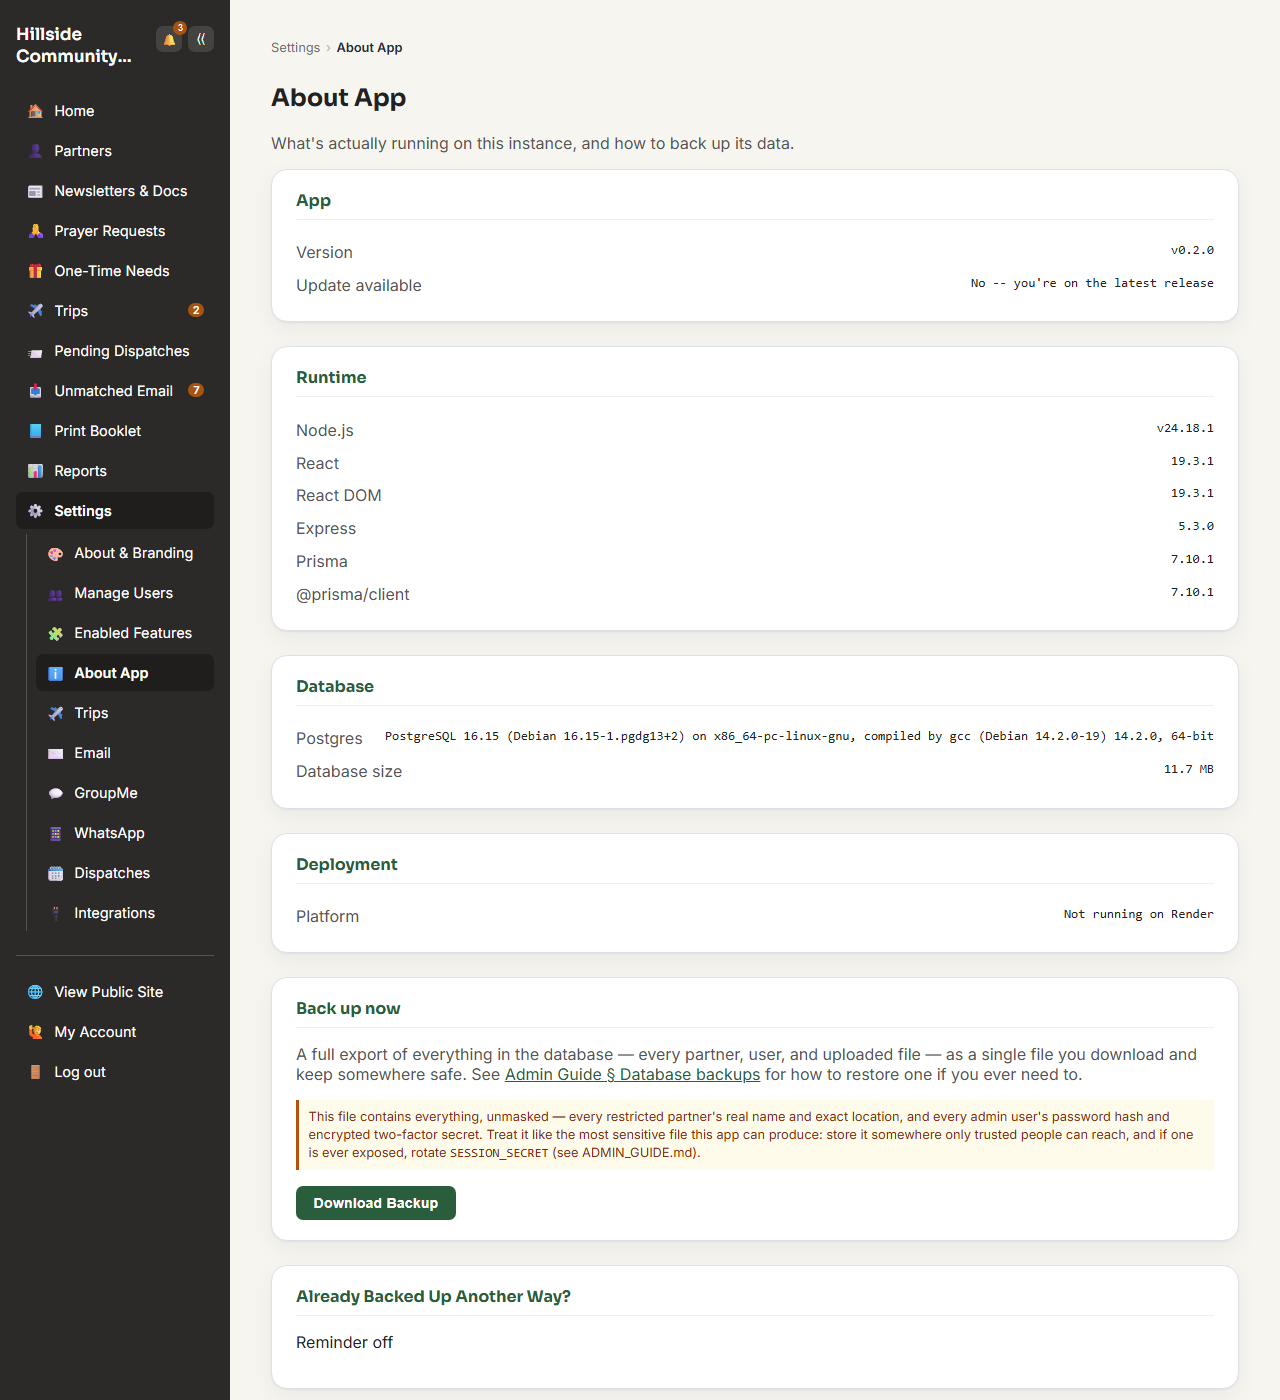 Hillside
Community...
3
⟨⟨
Home
Partners
Newsletters & Docs
Prayer Requests
One-Time Needs
Trips 2
Pending Dispatches
Unmatched Email 7
Print Booklet
Reports
Settings
About & Branding
Manage Users
Enabled Features
About App
Trips
Email
GroupMe
WhatsApp
Dispatches
Integrations
View Public Site
My Account
Log out
Settings › About App
About App
What's actually running on this instance, and how to back up its data.
App
Version v0.2.0
Update available No -- you're on the latest release
Runtime
Node.js v24.18.1
React 19.3.1
React DOM 19.3.1
Express 5.3.0
Prisma 7.10.1
@prisma/client 7.10.1
Database
Postgres PostgreSQL 16.15 (Debian 16.15-1.pgdg13+2) on x86_64-pc-linux-gnu, compiled by gcc (Debian 14.2.0-19) 14.2.0, 64-bit
Database size 11.7 MB
Deployment
Platform Not running on Render
Back up now
A full export of everything in the database — every partner, user, and uploaded file — as a single file you download and
keep somewhere safe. See Admin Guide § Database backups for how to restore one if you ever need to.
This file contains everything, unmasked — every restricted partner's real name and exact location, and every admin user's password hash and
encrypted two-factor secret. Treat it like the most sensitive file this app can produce: store it somewhere only trusted people can reach, and if one
is ever exposed, rotate SESSION_SECRET (see ADMIN_GUIDE.md).
Download Backup
Already Backed Up Another Way?
Reminder off